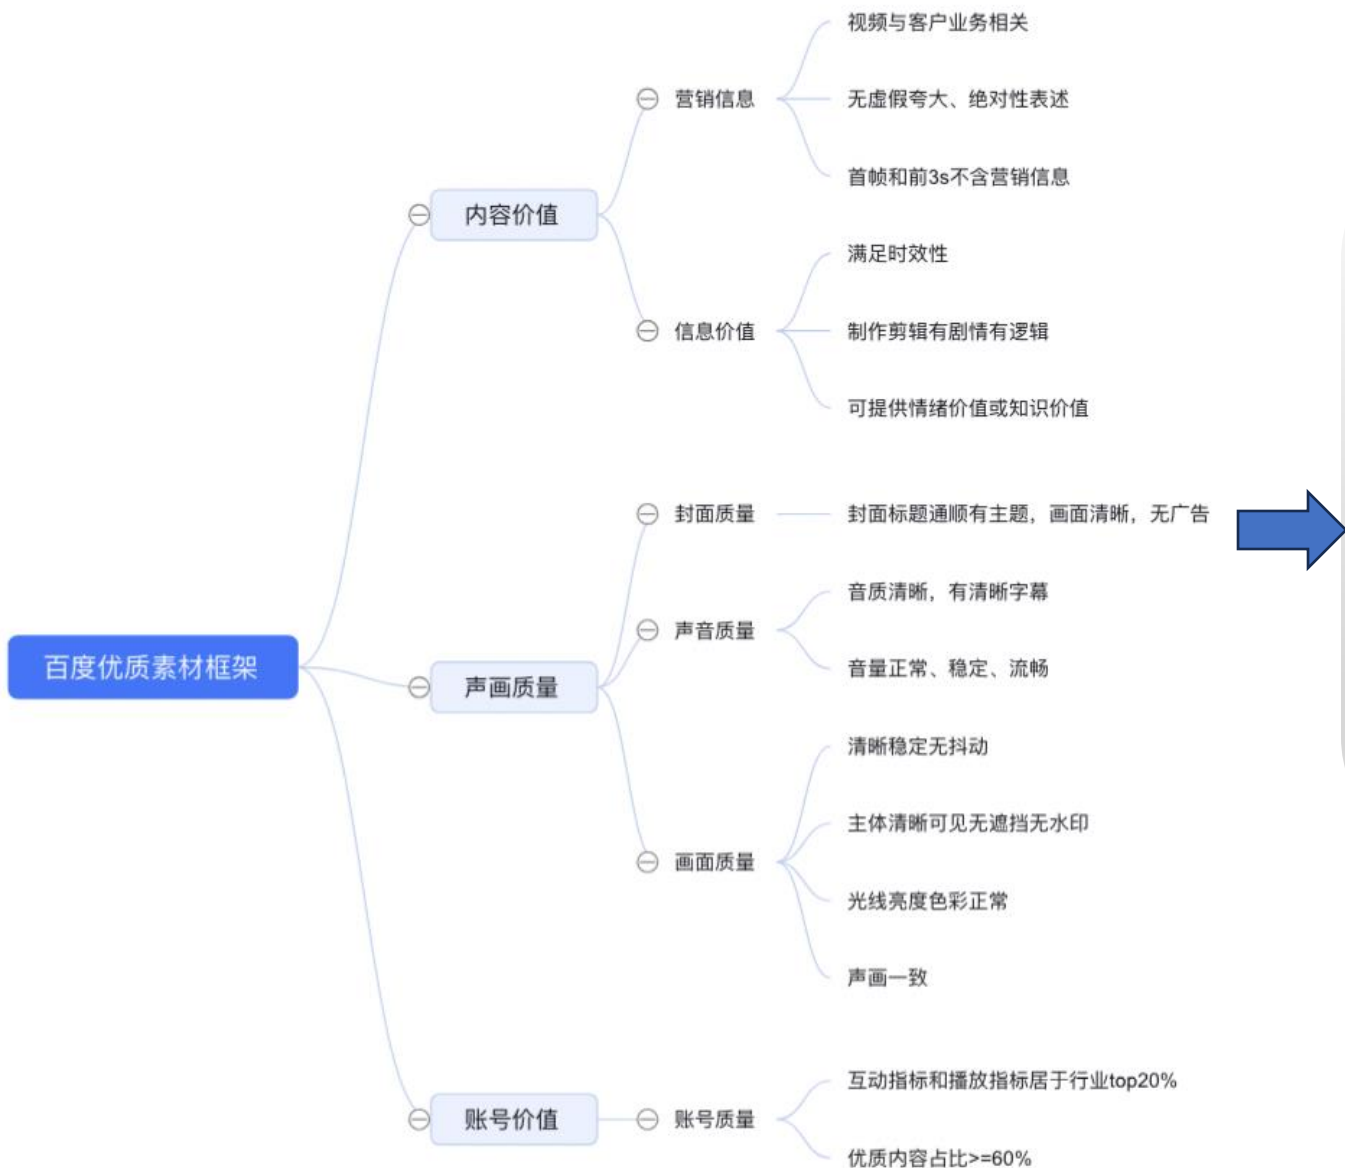 百度优质素材框架
内容价值
营销信息
视频与客户业务相关
无虚假夸大、绝对性表述
首帧和前3s不含营销信息
信息价值
满足时效性
制作剪辑有剧情有逻辑
可提供情绪价值或知识价值
声画质量
封面质量
封面标题通顺有主题，画面清晰，无广告
声音质量
音质清晰，有清晰字幕
音量正常、稳定、流畅
画面质量
清晰稳定无抖动
主体清晰可见无遮挡无水印
光线亮度色彩正常
声画一致
账号价值
账号质量
互动指标和播放指标居于行业top20%
优质内容占比>=60%